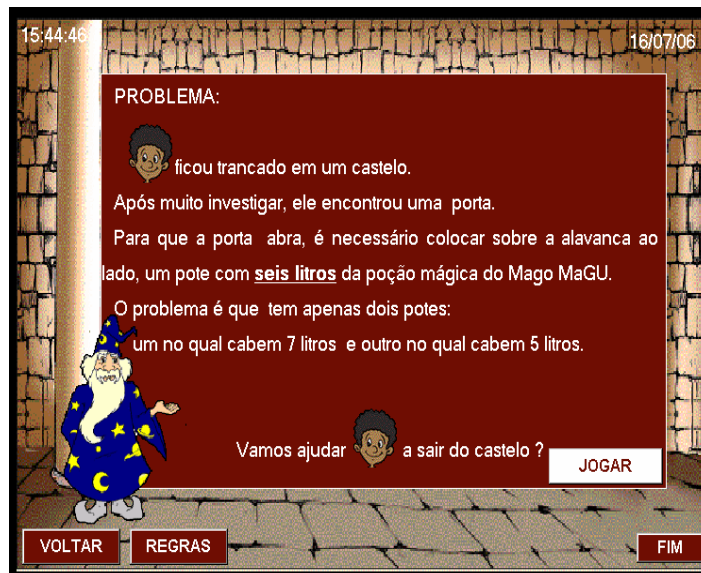 15:44:46
16/07/06
PROBLEMA:
ficou trancado em um castelo.
Após muito investigar, ele encontrou uma porta.
Para que a porta abra, é necessário colocar sobre a alavanca ao
lado, um pote com seis litros da poção mágica do Mago MaGU.
O problema é que tem apenas dois potes:
um no qual cabem 7 litros e outro no qual cabem 5 litros.
Vamos ajudar a sair do castelo ?
JOGAR
VOLTAR
REGRAS
FIM